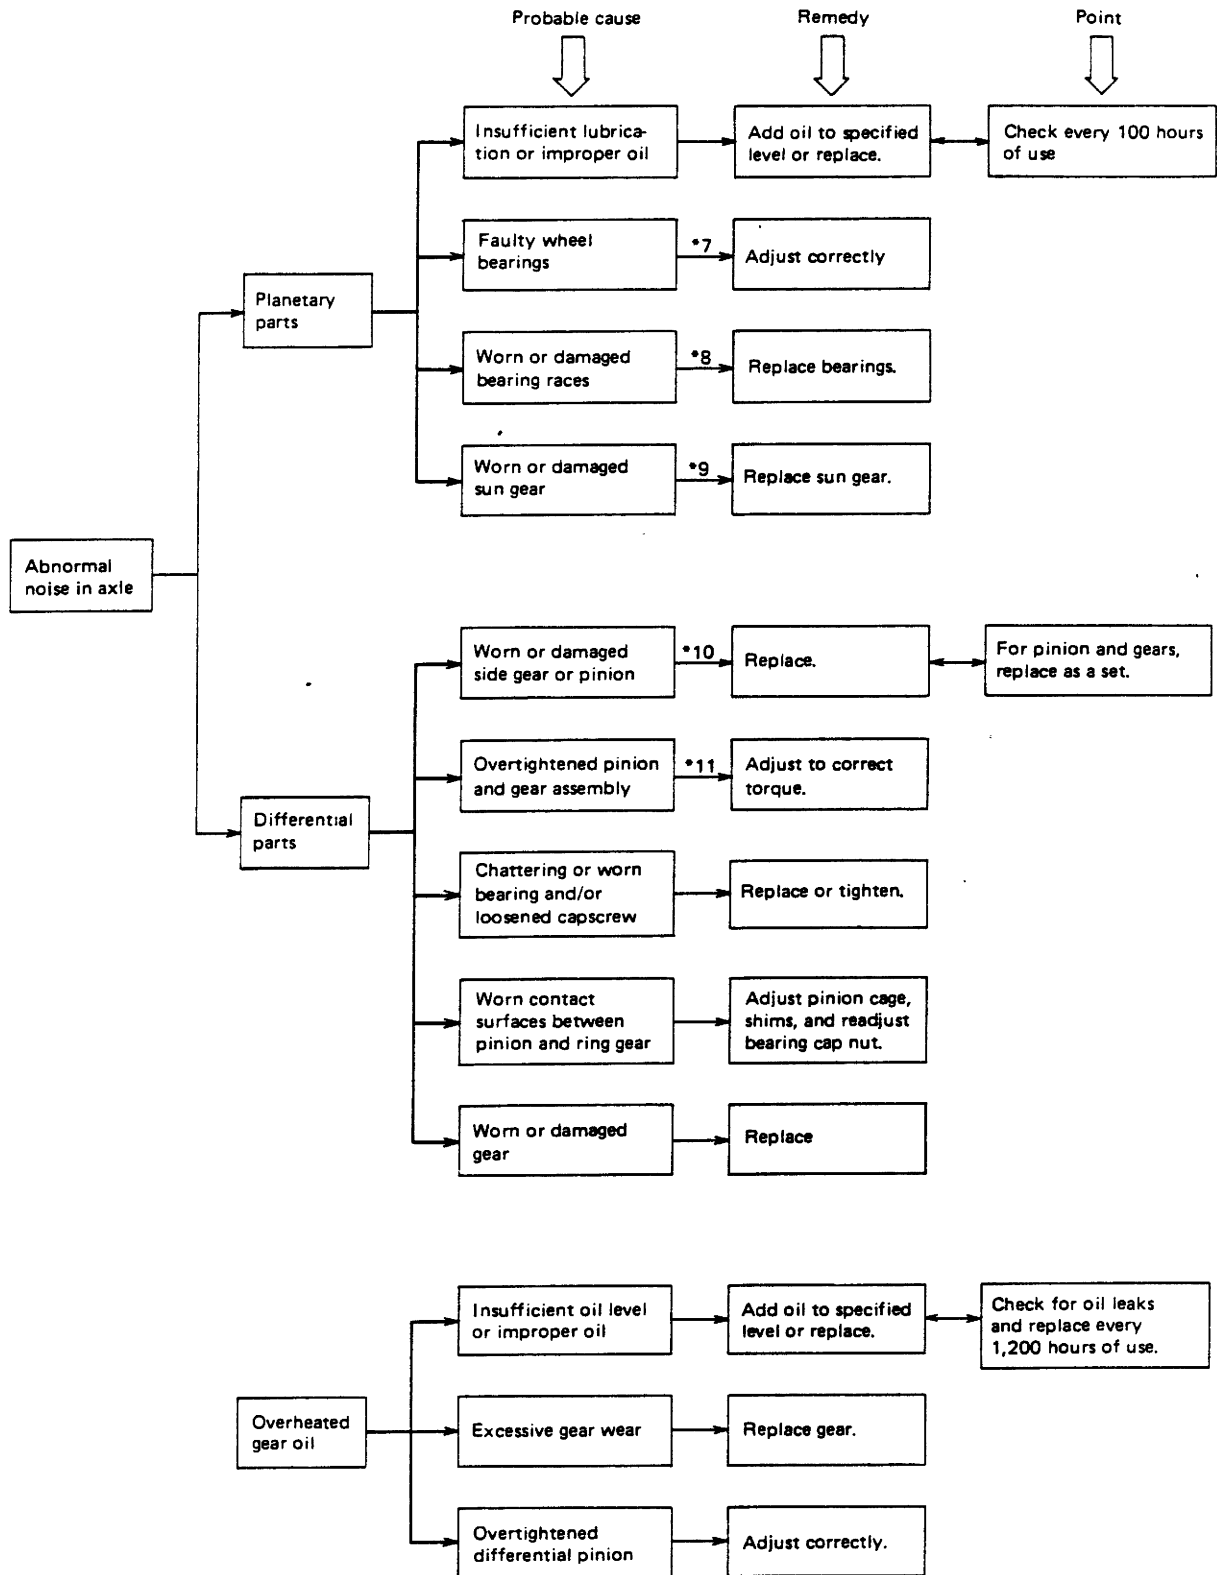 Probable cause
Remedy
Point
Insufficient lubrica-
tion or improper oil
Add oil to specified
level or replace.
Check every 100 hours
of use
Faulty wheel
bearings
*7
Adjust correctly
Planetary
parts
Worn or damaged
bearing races
*8
Replace bearings.
Worn or damaged
sun gear
*9
Replace sun gear.
Abnormal
noise in axle
Worn or damaged
side gear or pinion
*10
Replace.
For pinion and gears,
replace as a set.
Overtightened pinion
and gear assembly
*11
Adjust to correct
torque.
Differential
parts
Chattering or worn
bearing and/or
loosened capscrew
Replace or tighten.
Worn contact
surfaces between
pinion and ring gear
Adjust pinion cage,
shims, and readjust
bearing cap nut.
Worn or damaged
gear
Replace
Insufficient oil level
or improper oil
Add oil to specified
level or replace.
Check for oil leaks
and replace every
1,200 hours of use.
Overheated
gear oil
Excessive gear wear
Replace gear.
Overtightened
differential pinion
Adjust correctly.